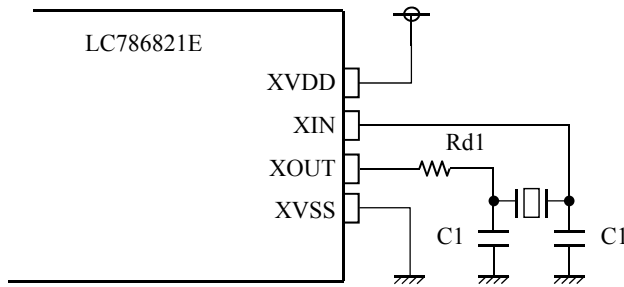 LC786821E
XVDD
XIN
Rd1
XOUT
XVSS
C1
C1